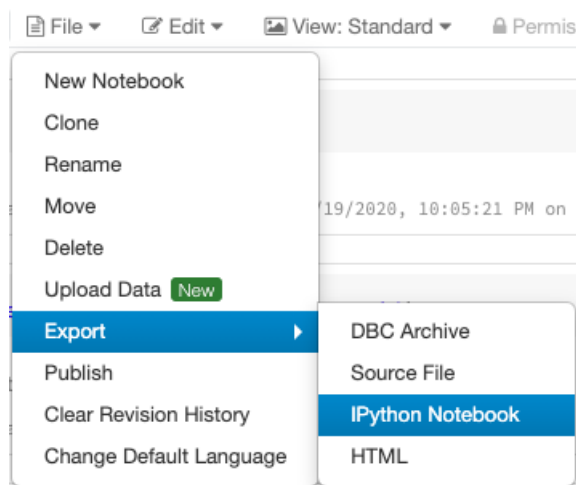 File Edit View: Standard Permis
New Notebook
Clone
Rename
Move
/19/2020, 10:05:21 PM on
Delete
Upload Data New
Export
DBC Archive
Publish
Source File
Clear Revision History
IPython Notebook
Change Default Language
HTML